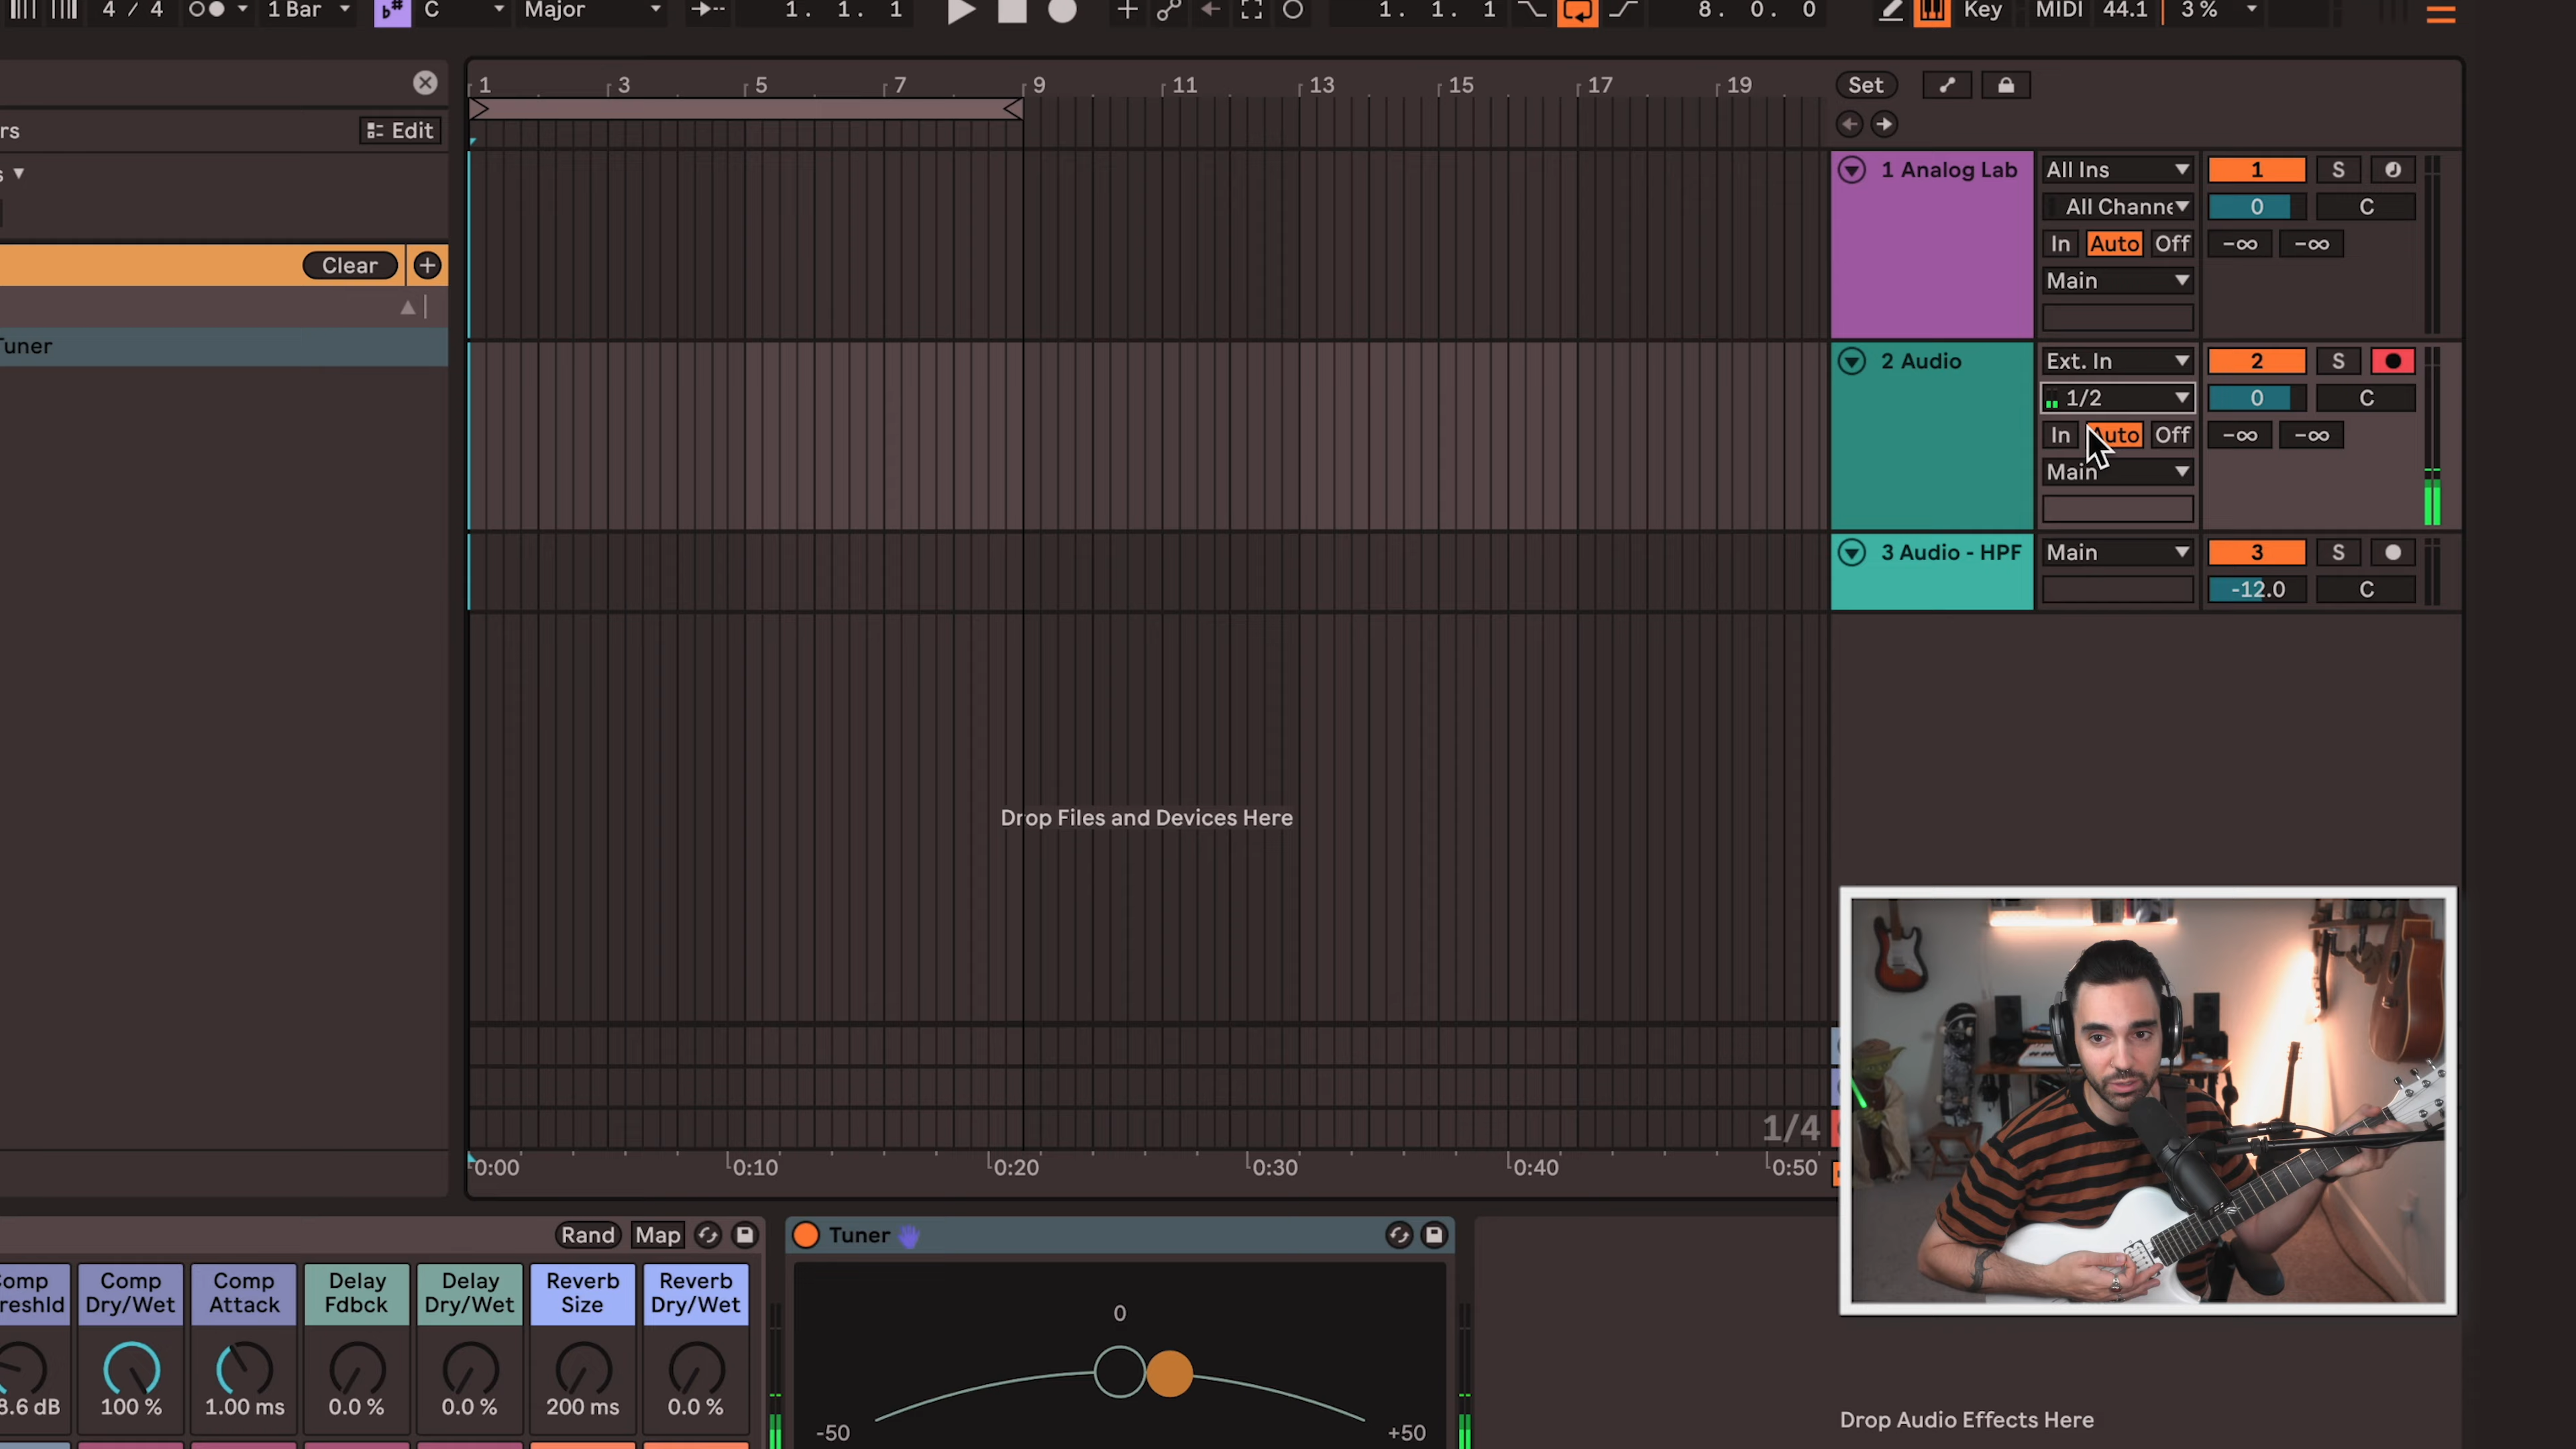 4 / 4 1 Bar C Major 1. 1. 1 1. 1. 1 8. 0. 0 Key MIDI 44.1 3 %
1 3 5 7 9 11 13 15 17 19 Set
rs Edit
s
Clear
Tuner
1 Analog Lab All Ins 1 S
All Channe 0 C
In Auto Off -∞ -∞
Main
2 Audio Ext. In 2 S
1/2 0 C
In Auto Off -∞ -∞
Main
3 Audio - HPF Main 3 S
-12.0 C
Drop Files and Devices Here
1/4
0:00 0:10 0:20 0:30 0:40 0:50
Rand Map Tuner
Comp Comp Comp Delay Delay Reverb Reverb
reshld Dry/Wet Attack Fdbck Dry/Wet Size Dry/Wet
0
8.6 dB 100 % 1.00 ms 0.0 % 0.0 % 200 ms 0.0 %
-50 +50
Drop Audio Effects Here